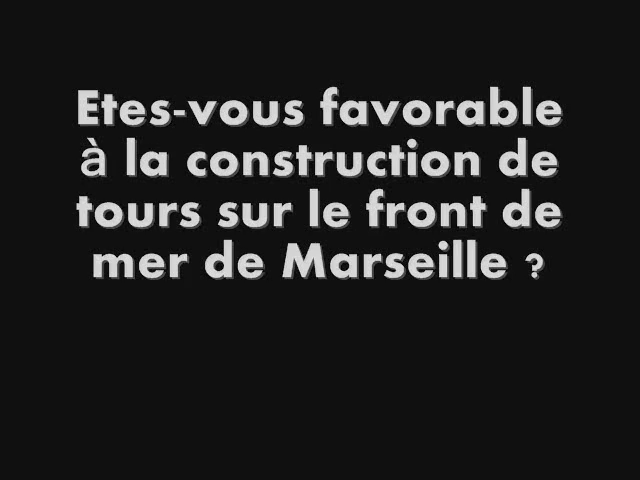 Etes-vous favorable
à la construction de
tours sur le front de
mer de Marseille ?